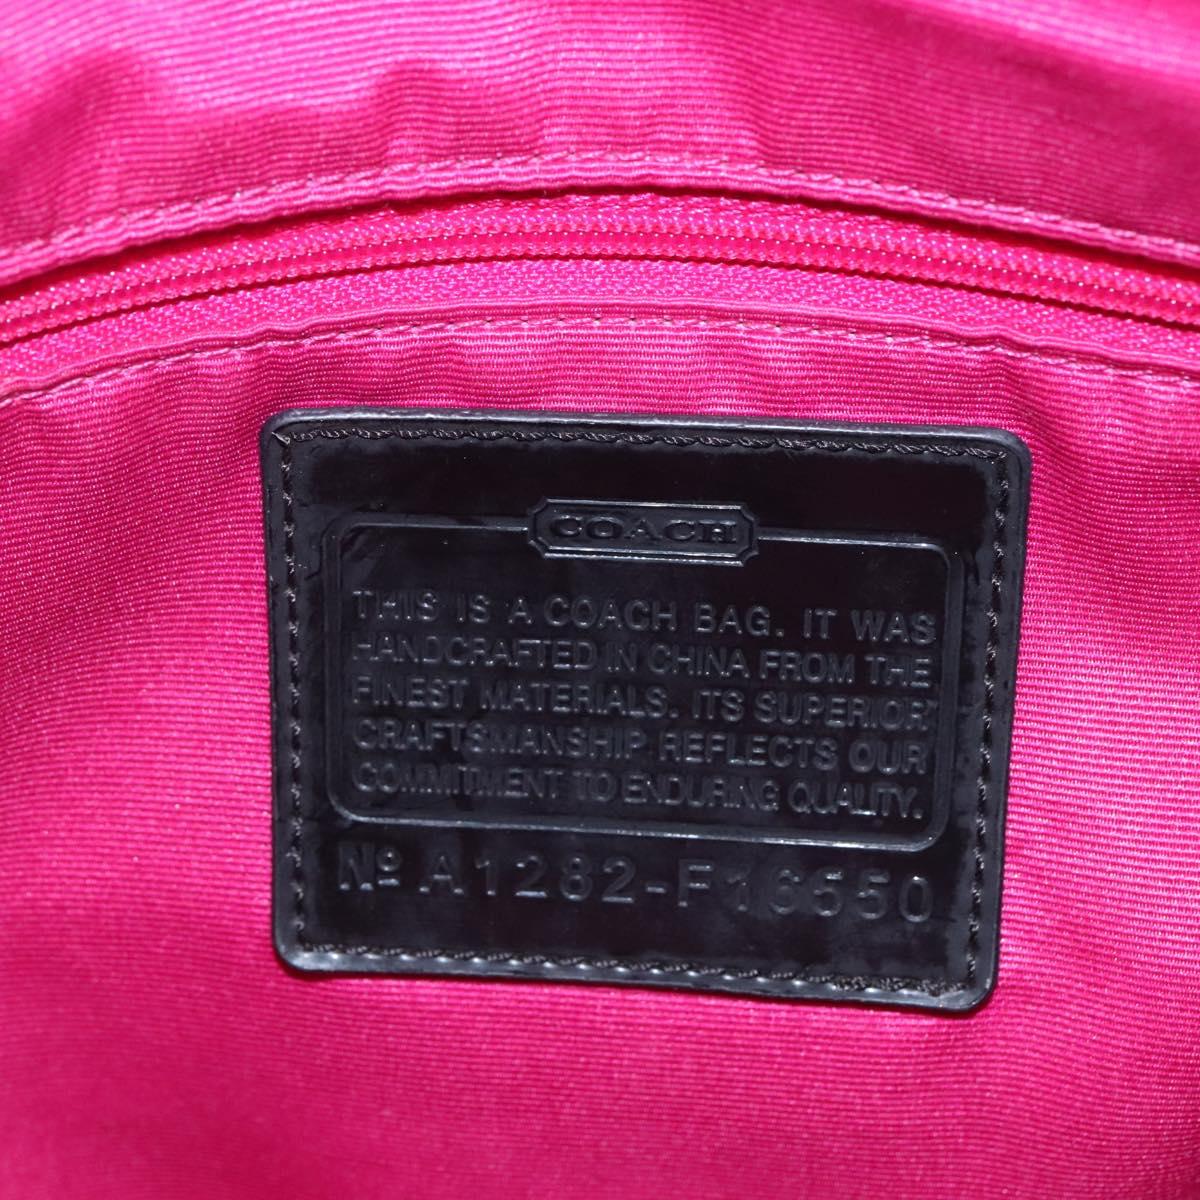 COACH
THIS IS A COACH BAG. IT WAS
HANDCRAFTED IN CHINA FROM THE
FINEST MATERIALS. ITS SUPERIOR
CRAFTSMANSHIP REFLECTS OUR
COMMITMENT TO ENDURING QUALITY.
Nº A1282-F16550